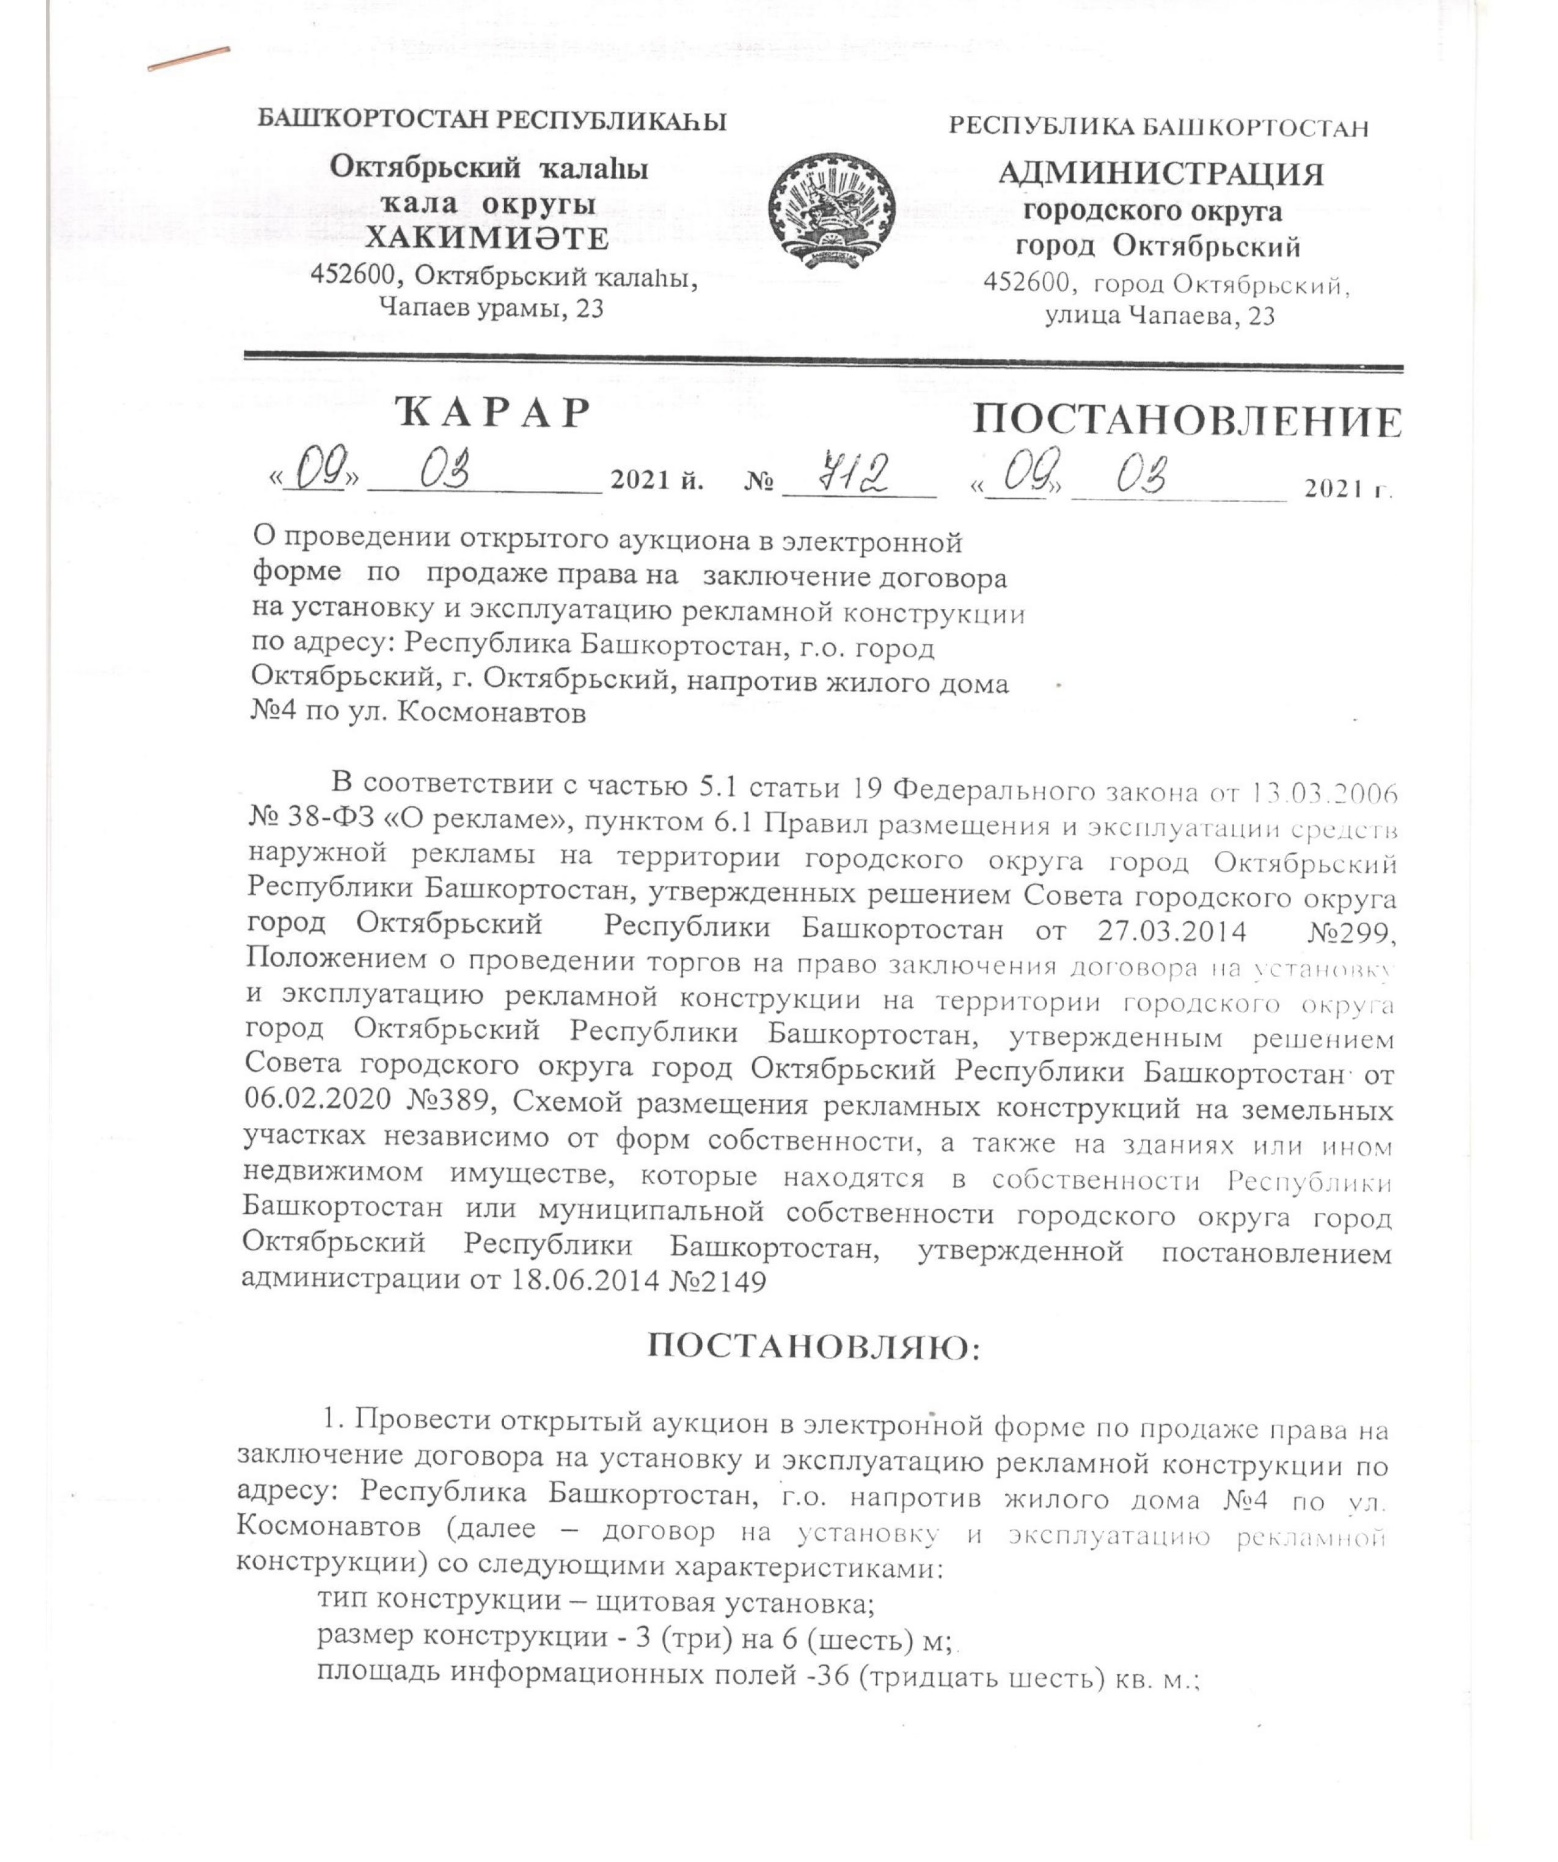 БАШҠОРТОСТАН РЕСПУБЛИКАҺЫ
Октябрьский ҡалаһы
ҡала округы
ХАКИМИӘТЕ
452600, Октябрьский ҡалаһы,
Чапаев урамы, 23
РЕСПУБЛИКА БАШКОРТОСТАН
АДМИНИСТРАЦИЯ
городского округа
город Октябрьский
452600, город Октябрьский,
улица Чапаева, 23
ҠАРАР
ПОСТАНОВЛЕНИЕ
«09» 03 2021 й. № 712 «09» 03 2021 г.
О проведении открытого аукциона в электронной
форме по продаже права на заключение договора
на установку и эксплуатацию рекламной конструкции
по адресу: Республика Башкортостан, г.о. город
Октябрьский, г. Октябрьский, напротив жилого дома
№4 по ул. Космонавтов
В соответствии с частью 5.1 статьи 19 Федерального закона от 13.03.2006
№ 38-ФЗ «О рекламе», пунктом 6.1 Правил размещения и эксплуатации средств
наружной рекламы на территории городского округа город Октябрьский
Республики Башкортостан, утвержденных решением Совета городского округа
город Октябрьский Республики Башкортостан от 27.03.2014 №299,
Положением о проведении торгов на право заключения договора на установку
и эксплуатацию рекламной конструкции на территории городского округа
город Октябрьский Республики Башкортостан, утвержденным решением
Совета городского округа город Октябрьский Республики Башкортостан от
06.02.2020 №389, Схемой размещения рекламных конструкций на земельных
участках независимо от форм собственности, а также на зданиях или ином
недвижимом имуществе, которые находятся в собственности Республики
Башкортостан или муниципальной собственности городского округа город
Октябрьский Республики Башкортостан, утвержденной постановлением
администрации от 18.06.2014 №2149
ПОСТАНОВЛЯЮ:
1. Провести открытый аукцион в электронной форме по продаже права на
заключение договора на установку и эксплуатацию рекламной конструкции по
адресу: Республика Башкортостан, г.о. напротив жилого дома №4 по ул.
Космонавтов (далее – договор на установку и эксплуатацию рекламной
конструкции) со следующими характеристиками:
тип конструкции – щитовая установка;
размер конструкции - 3 (три) на 6 (шесть) м;
площадь информационных полей -36 (тридцать шесть) кв. м.;